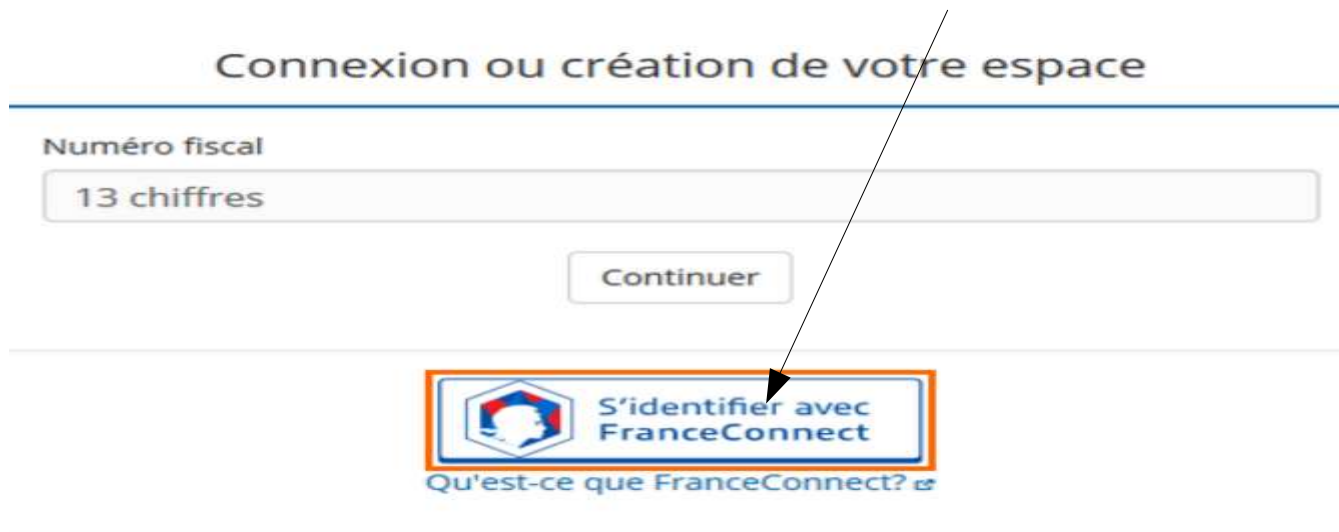 Connexion ou création de votre espace
Numéro fiscal
13 chiffres
Continuer
S'identifier avec
FranceConnect
Qu'est-ce que FranceConnect?